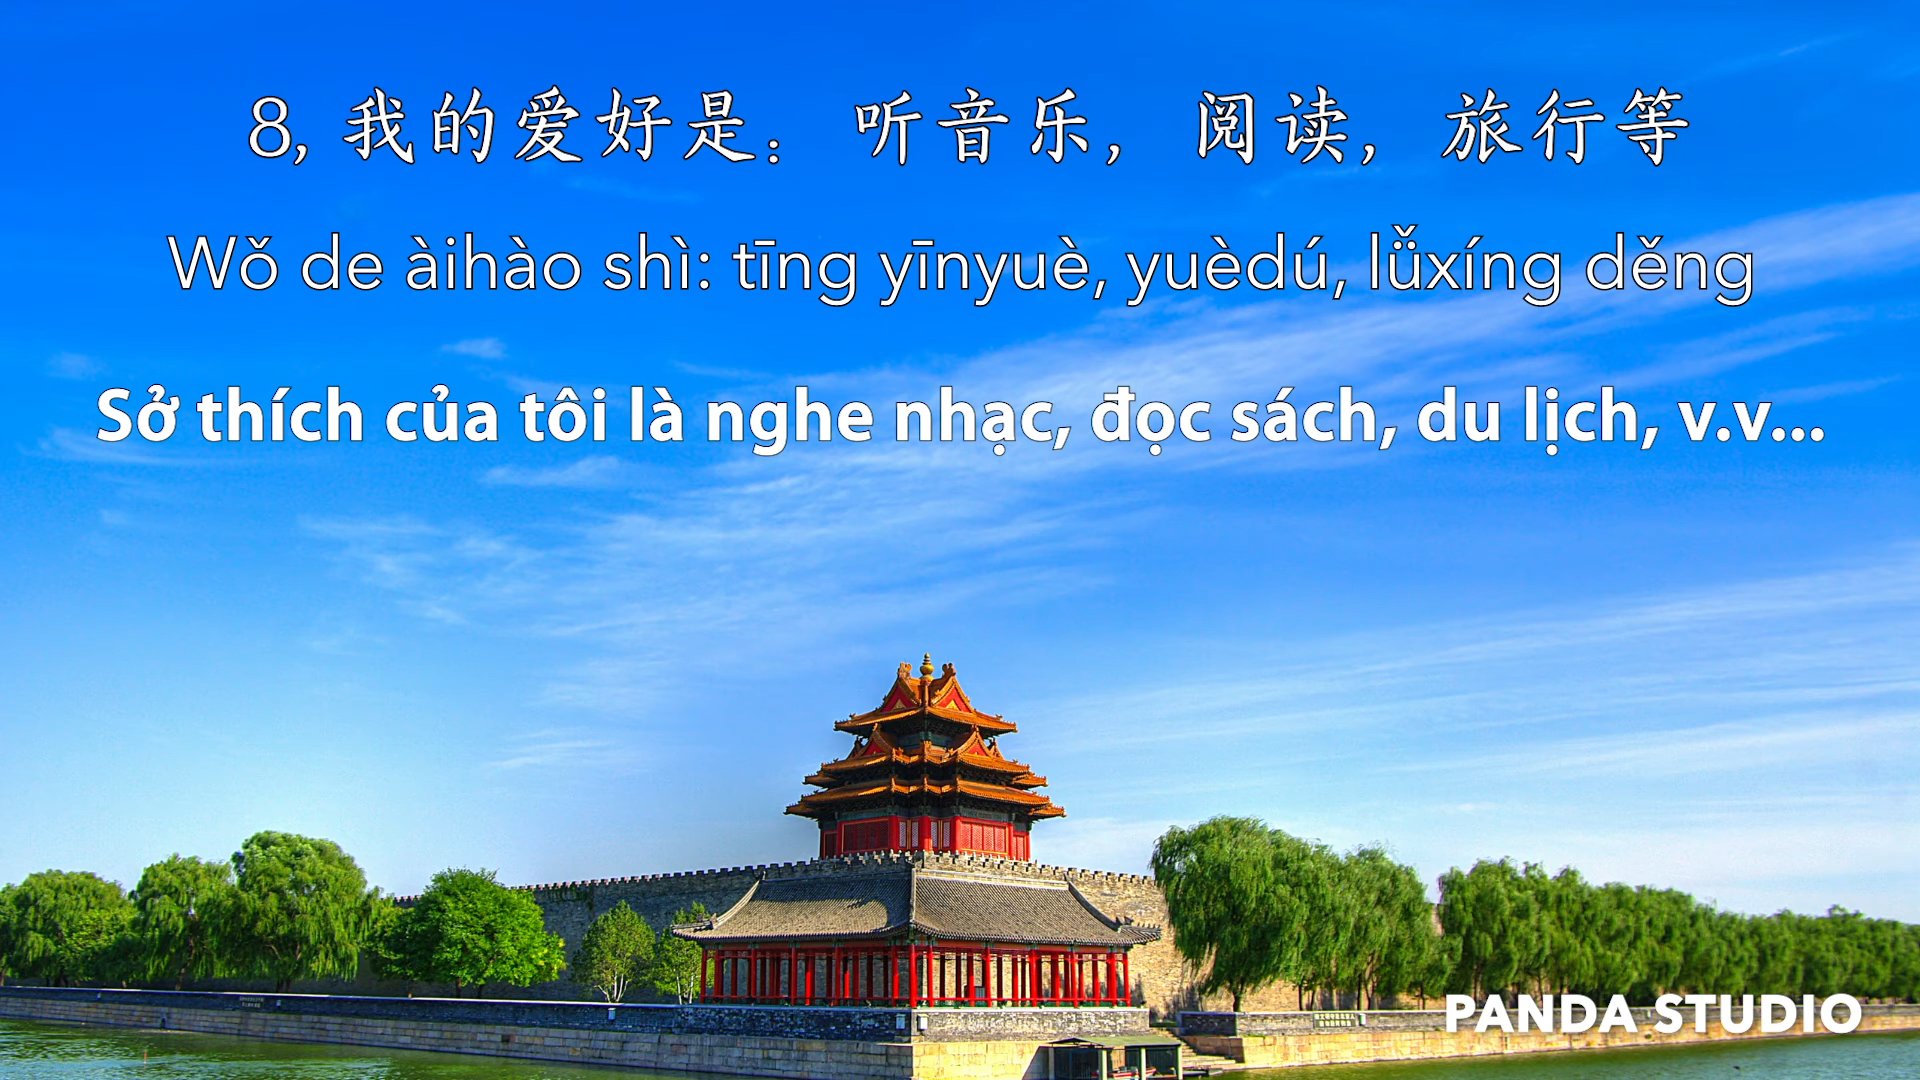 8, 我的爱好是： 听音乐, 阅读, 旅行等
Wǒ de àihào shì: tīng yīnyuè, yuèdú, lǚxíng děng
Sở thích của tôi là nghe nhạc, đọc sách, du lịch, v.v...
PANDA STUDIO